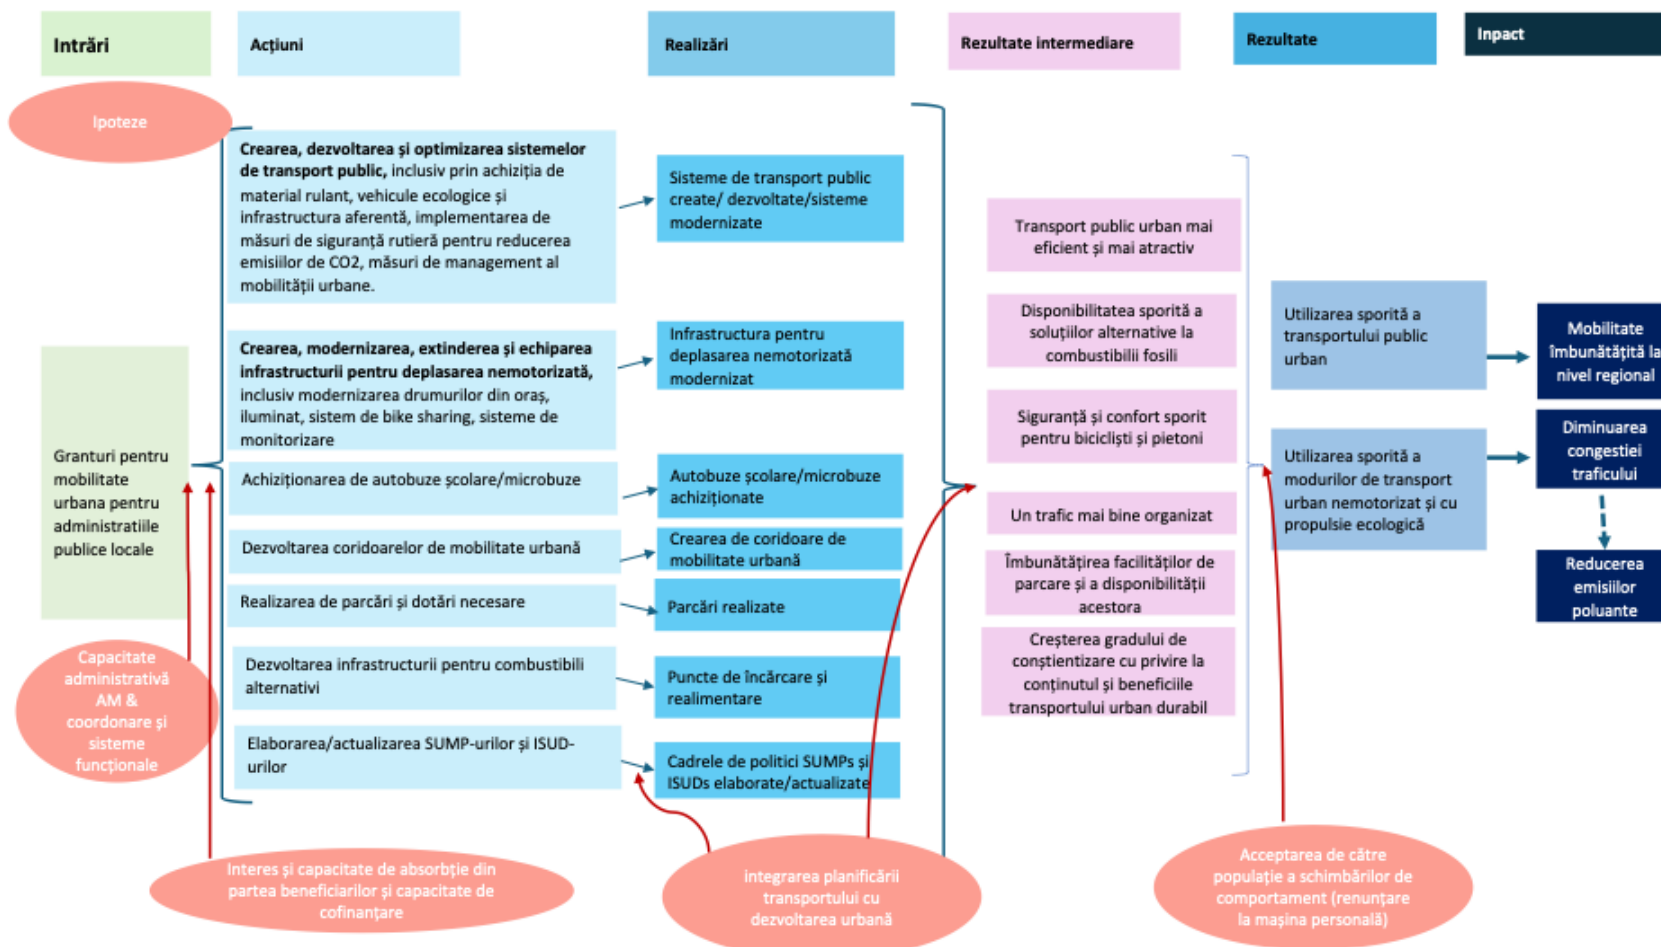 Intrări
Acțiuni
Realizări
Rezultate intermediare
Rezultate
Inpact
Ipoteze
Crearea, dezvoltarea și optimizarea sistemelor
de transport public, inclusiv prin achiziția de
material rulant, vehicule ecologice și
infrastructura aferentă, implementarea de
măsuri de siguranță rutieră pentru reducerea
emisiilor de CO2, măsuri de management al
mobilității urbane.
Sisteme de transport public
create/ dezvoltate/sisteme
modernizate
Crearea, modernizarea, extinderea și echiparea
infrastructurii pentru deplasarea nemotorizată,
inclusiv modernizarea drumurilor din oraș,
iluminat, sistem de bike sharing, sisteme de
monitorizare
Infrastructura pentru
deplasarea nemotorizată
modernizat
Granturi pentru
mobilitate
urbana pentru
administratiile
publice locale
Achiziționarea de autobuze școlare/microbuze
Autobuze școlare/microbuze
achiziționate
Dezvoltarea coridoarelor de mobilitate urbană
Crearea de coridoare de
mobilitate urbană
Realizarea de parcări și dotări necesare
Parcări realizate
Dezvoltarea infrastructurii pentru combustibili
alternativi
Puncte de încărcare și
realimentare
Elaborarea/actualizarea SUMP-urilor și ISUD-
urilor
Cadrele de politici SUMPs și
ISUDs elaborate/actualizate
Transport public urban mai
eficient și mai atractiv
Disponibilitatea sporită a
soluțiilor alternative la
combustibilii fosili
Siguranță și confort sporit
pentru bicicliști și pietoni
Un trafic mai bine organizat
Îmbunătățirea facilităților de
parcare și a disponibilității
acestora
Creșterea gradului de
conștientizare cu privire la
conținutul și beneficiile
transportului urban durabil
Utilizarea sporită a
transportului public
urban
Utilizarea sporită a
modurilor de transport
urban nemotorizat și cu
propulsie ecologică
Mobilitate
îmbunătățită la
nivel regional
Diminuarea
congestiei
traficului
Reducerea
emisiilor
poluante
Capacitate
administrativă
AM &
coordonare și
sisteme
funcționale
Interes și capacitate de absorbție din
partea beneficiarilor și capacitate de
cofinanțare
integrarea planificării
transportului cu
dezvoltarea urbană
Acceptarea de către
populație a schimbărilor de
comportament (renunțare
la mașina personală)